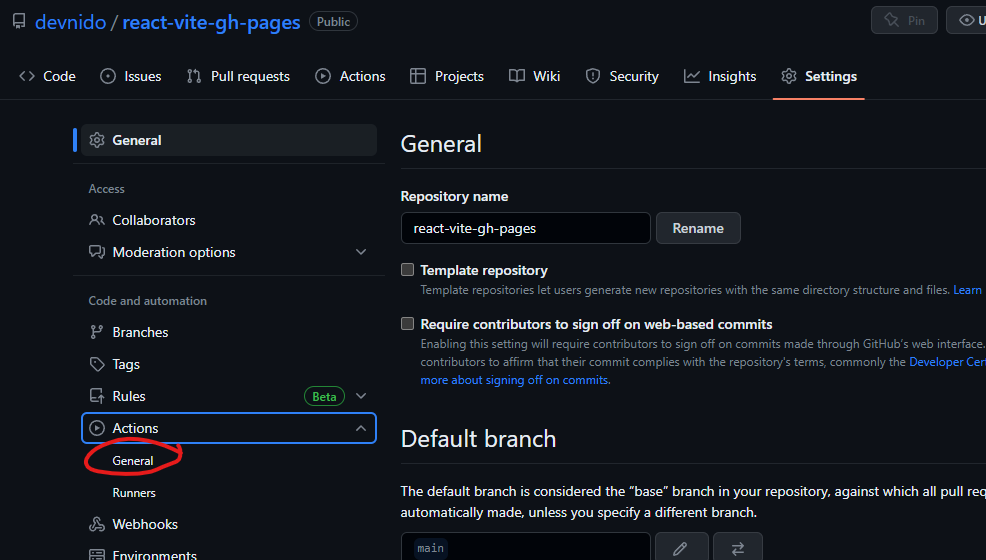 devnido / react-vite-gh-pages Public Pin
Code Issues Pull requests Actions Projects Wiki Security Insights Settings
General
Access
Collaborators
Moderation options
Code and automation
Branches
Tags
Rules Beta
Actions
General
Runners
Webhooks
Environments
General
Repository name
react-vite-gh-pages Rename
Template repository
Template repositories let users generate new repositories with the same directory structure and files. Learn
Require contributors to sign off on web-based commits
Enabling this setting will require contributors to sign off on commits made through GitHub's web interface.
contributors to affirm that their commit complies with the repository's terms, commonly the Developer Cer
more about signing off on commits.
Default branch
The default branch is considered the “base” branch in your repository, against which all pull req
automatically made, unless you specify a different branch.
main